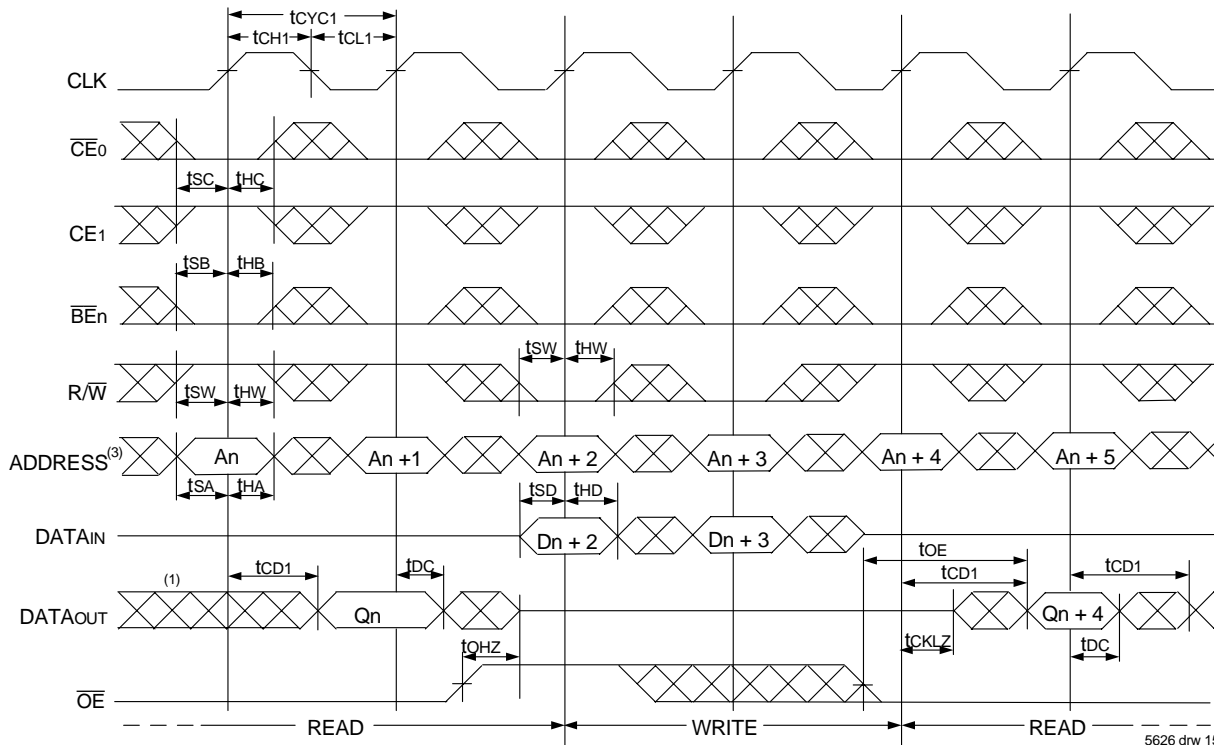 tCYC1
tCH1 tCL1
CLK
CE0
tSC tHC
CE1
tSB tHB
BEn
tSW tHW
R/W
tSW tHW
ADDRESS(3) An An +1 An + 2 An + 3 An + 4 An + 5
tSA tHA tSD tHD
DATAIN Dn + 2 Dn + 3
tOE
(1) tCD1 tDC tCD1 tCD1
DATAOUT Qn Qn + 4
tOHZ tCKLZ tDC
OE
READ WRITE READ
5626 drw 15